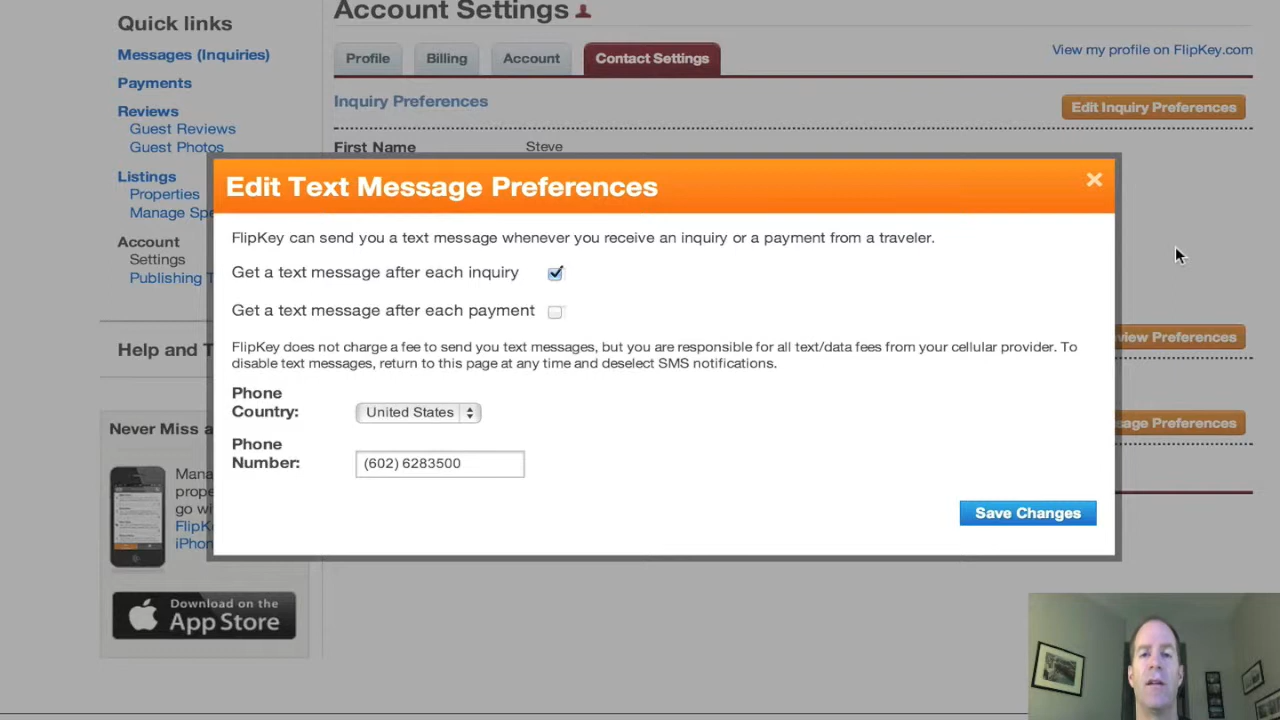 Account Settings
Quick links
Messages (Inquiries)
Payments
Reviews
Guest Reviews
Guest Photos
Listings
Properties
Manage Spe
Account
Settings
Publishing T
Help and T
Never Miss a
Mana
prope
go wi
FlipK
iPhon
Download on the
App Store
Profile
Billing
Account
Contact Settings
View my profile on FlipKey.com
Inquiry Preferences
Edit Inquiry Preferences
First Name Steve
Edit Text Message Preferences
FlipKey can send you a text message whenever you receive an inquiry or a payment from a traveler.
Get a text message after each inquiry
Get a text message after each payment
FlipKey does not charge a fee to send you text messages, but you are responsible for all text/data fees from your cellular provider. To
disable text messages, return to this page at any time and deselect SMS notifications.
Phone
Country:
United States
Phone
Number:
(602) 6283500
Save Changes
view Preferences
sage Preferences